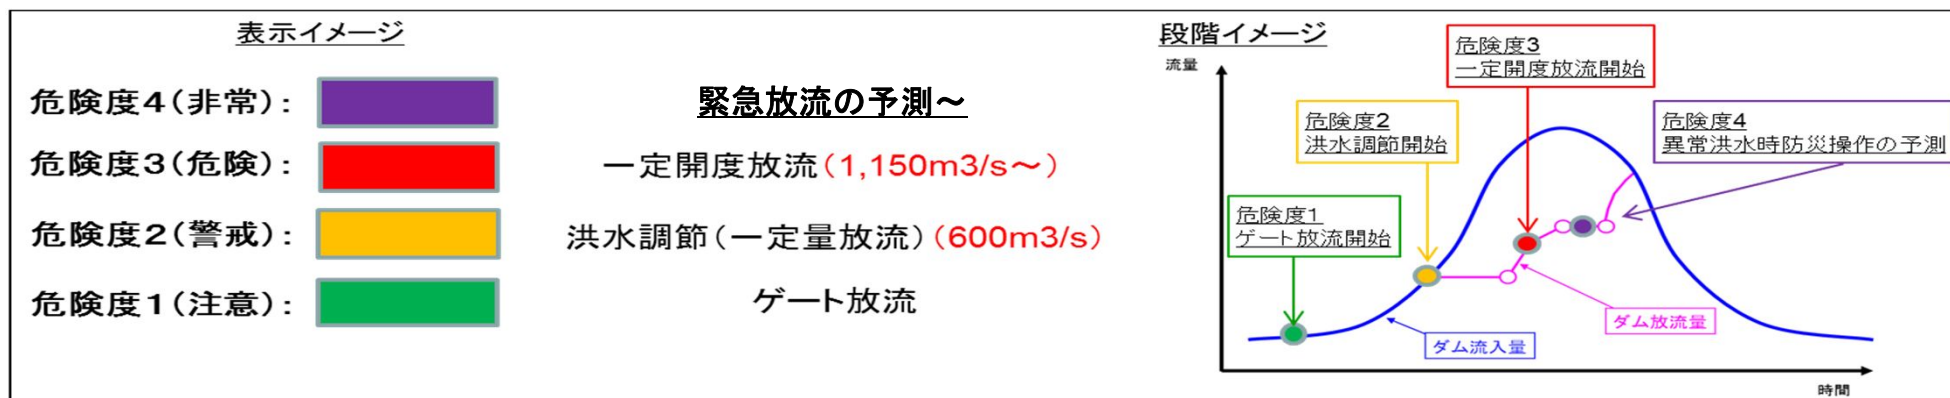 表示イメージ
危険度4(非常):
緊急放流の予測～
危険度3(危険):
一定開度放流(1,150m3/s～)
危険度2(警戒):
洪水調節(一定量放流)(600m3/s)
危険度1(注意):
ゲート放流
段階イメージ
流量
危険度3
一定開度放流開始
危険度2
洪水調節開始
危険度4
異常洪水時防災操作の予測
危険度1
ゲート放流開始
ダム放流量
ダム流入量
時間